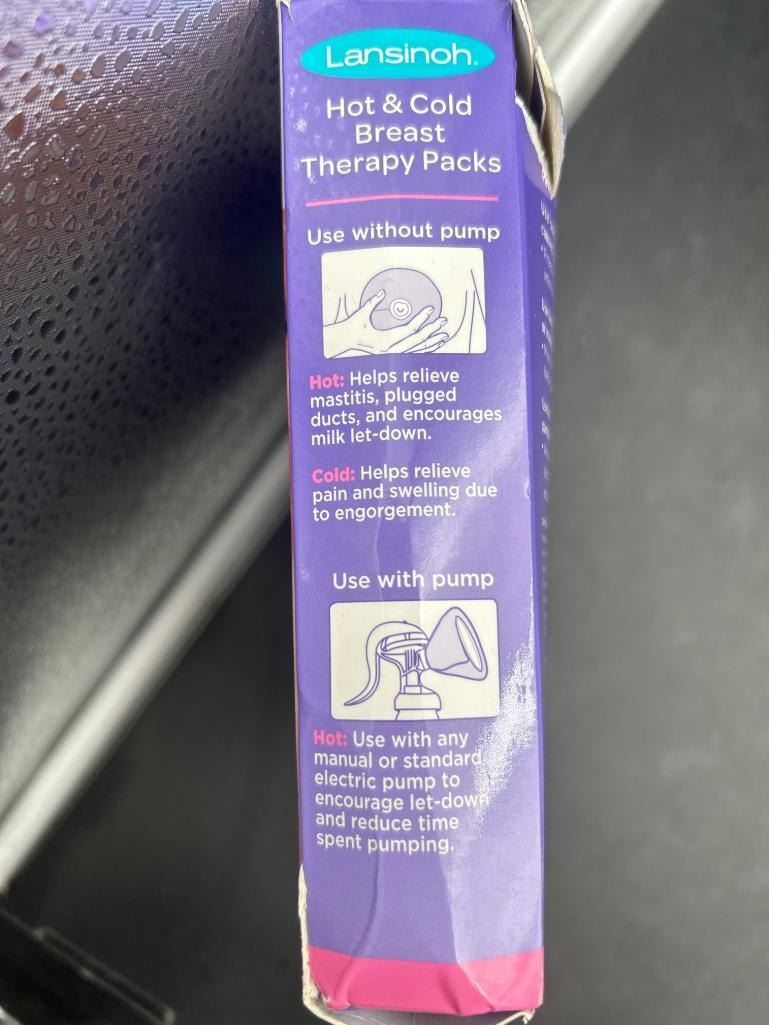 Lansinoh.
Hot & Cold
Breast
Therapy Packs
Use without pump
Hot: Helps relieve
mastitis, plugged
ducts, and encourages
milk let-down.
Cold: Helps relieve
pain and swelling due
to engorgement.
Use with pump
Hot: Use with any
manual or standard
electric pump to
encourage let-down
and reduce time
spent pumping.